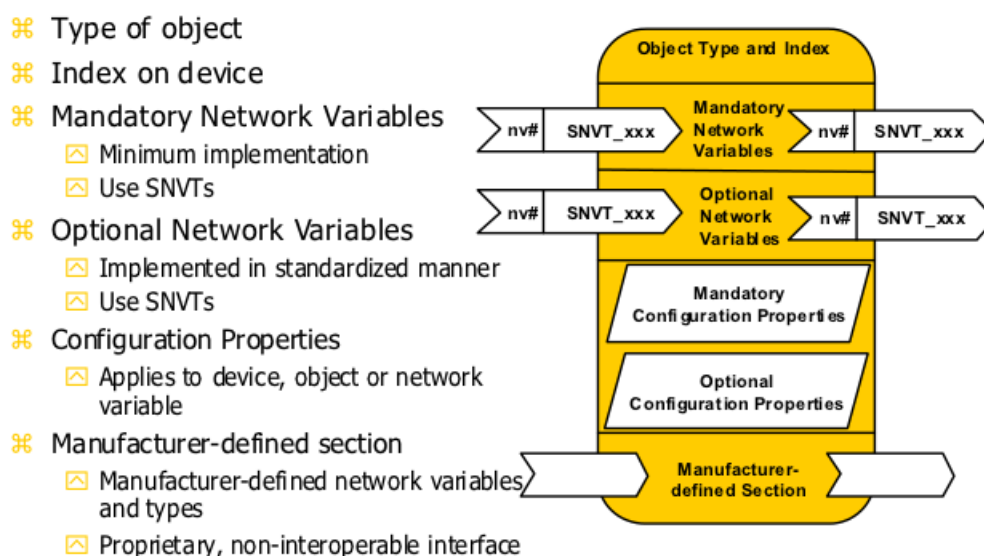 Type of object
Index on device
Mandatory Network Variables
Minimum implementation
Use SNVTs
Optional Network Variables
Implemented in standardized manner
Use SNVTs
Configuration Properties
Applies to device, object or network
variable
Manufacturer-defined section
Manufacturer-defined network variables
and types
Proprietary, non-interoperable interface
Object Type and Index
nv# SNVT_xxx
Mandatory
Network
Variables
nv# SNVT_xxx
nv# SNVT_xxx
Optional
Network
Variables
nv# SNVT_xxx
Mandatory
Configuration Properties
Optional
Configuration Properties
Manufacturer-
defined Section